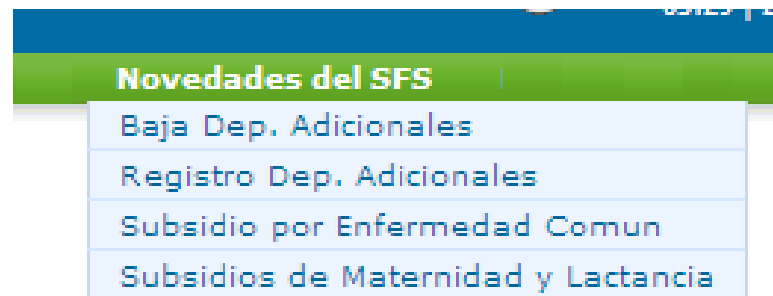 Novedades del SFS
Baja Dep. Adicionales
Registro Dep. Adicionales
Subsidio por Enfermedad Comun
Subsidios de Maternidad y Lactancia